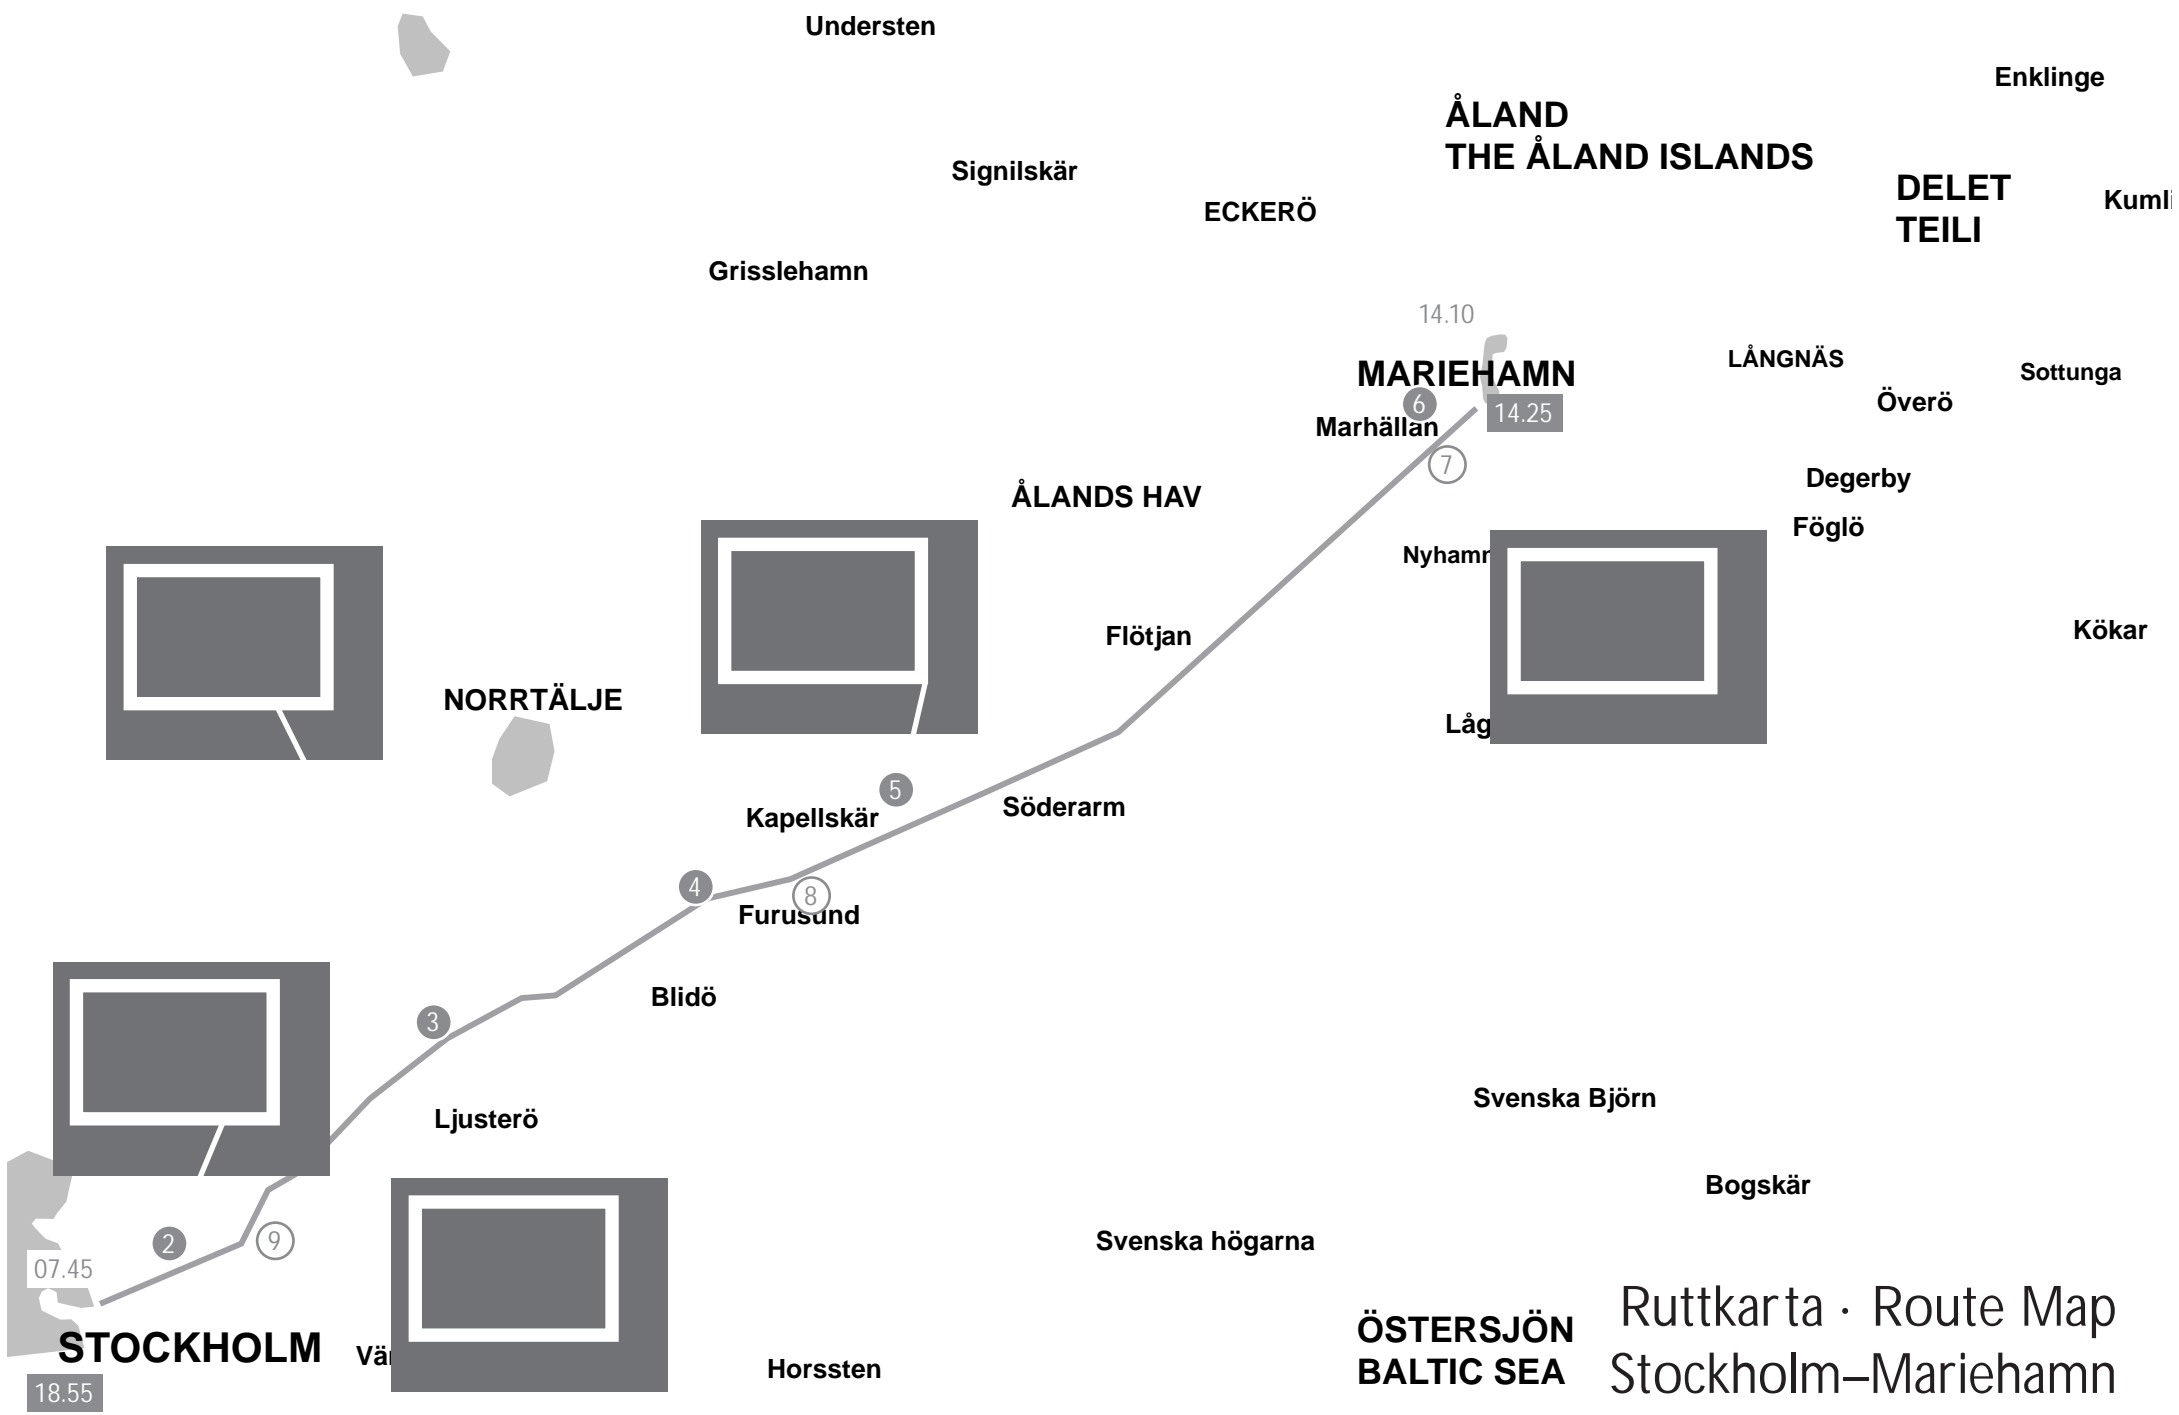 Understen
Enklinge
ÅLAND
THE ÅLAND ISLANDS
Signilskär
DELET
TEILI
ECKERÖ
Grisslehamn
14.10
MARIEHAMN
LÅNGNÄS
Sottunga
6
14.25
Överö
Marhällan
7
Degerby
ÅLANDS HAV
Föglö
Flötjan
Kökar
NORRTÄLJE
5
Kapellskär
Söderarm
4
8
Furusund
Blidö
3
Svenska Björn
Ljusterö
Bogskär
2
9
Svenska högarna
07.45
Ruttkarta · Route Map
Stockholm–Mariehamn
ÖSTERSJÖN
BALTIC SEA
STOCKHOLM
Horssten
18.55